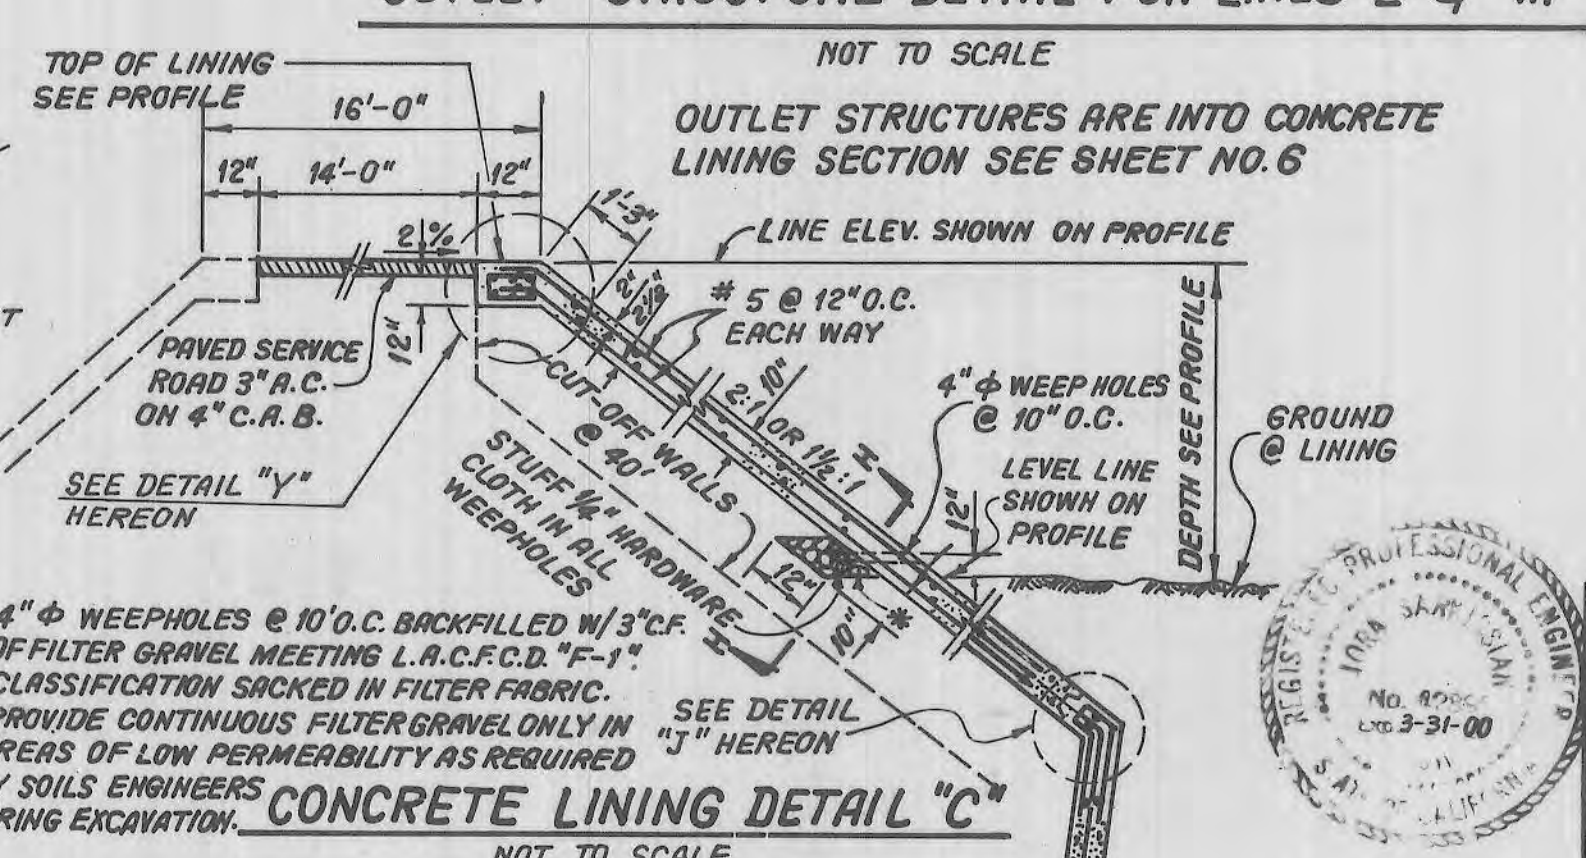 NOT TO SCALE
TOP OF LINING
SEE PROFILE
16'-0"
12"
14'-0"
12"
OUTLET STRUCTURES ARE INTO CONCRETE
LINING SECTION SEE SHEET NO. 6
1'-3"
2%
LINE ELEV. SHOWN ON PROFILE
2"
2½"
# 5 @ 12" O.C.
EACH WAY
T
PAVED SERVICE
ROAD 3" A.C.
ON 4" C.A.B.
12"
SEE DETAIL "Y"
HEREON
CUT-OFF WALLS
@ 40'
10"
2:1 OR 1½:1
4" ф WEEP HOLES
@ 10" O.C.
DEPTH SEE PROFILE
GROUND
@ LINING
LEVEL LINE
SHOWN ON
PROFILE
H
12"
STUFF ¼" HARDWARE
CLOTH IN ALL
WEEPHOLES
12"
10"
*
H
4" ф WEEPHOLES @ 10' O.C. BACKFILLED W/ 3" C.F.
OF FILTER GRAVEL MEETING L.A.C.F.C.D. "F-1"
CLASSIFICATION SACKED IN FILTER FABRIC.
PROVIDE CONTINUOUS FILTER GRAVEL ONLY IN
REAS OF LOW PERMEABILITY AS REQUIRED
Y SOILS ENGINEERS
RING EXCAVATION.
SEE DETAIL
"J" HEREON
CONCRETE LINING DETAIL "C"
NOT TO SCALE
PROFESSIONAL ENGINEER
No.
3-31-00